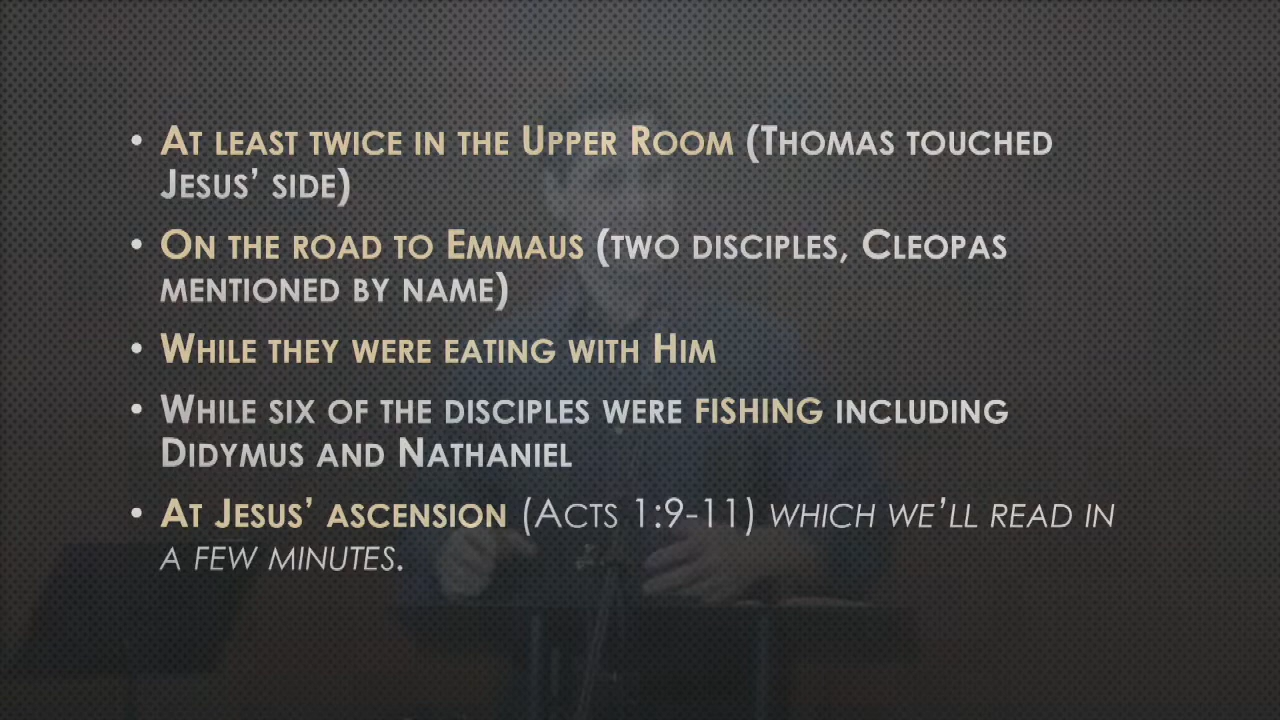 • At least twice in the Upper Room (Thomas touched
Jesus’ side)
• On the road to Emmaus (two disciples, Cleopas
mentioned by name)
• While they were eating with Him
• While six of the disciples were fishing including
Didymus and Nathaniel
• At Jesus’ ascension (Acts 1:9-11) which we’ll read in
a few minutes.